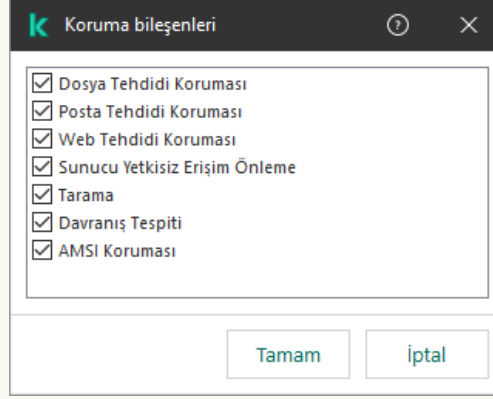 Koruma bileşenleri
Dosya Tehdidi Koruması
Posta Tehdidi Koruması
Web Tehdidi Koruması
Sunucu Yetkisiz Erişim Önleme
Tarama
Davranış Tespiti
AMSI Koruması
Tamam İptal